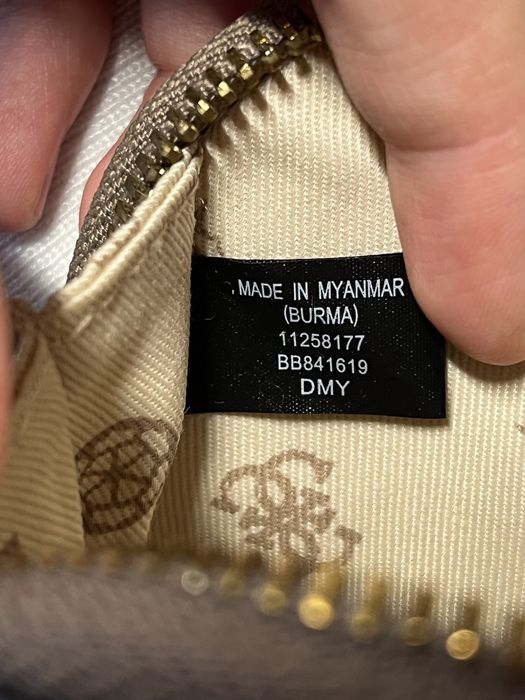 MADE IN MYANMAR
(BURMA)
11258177
BB841619
DMY